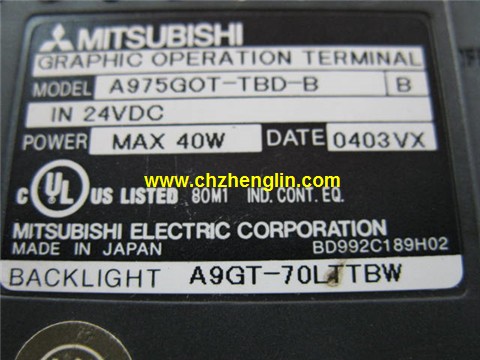 MITSUBISHI
GRAPHIC OPERATION TERMINAL
MODEL A975GOT-TBD-B B
IN 24VDC
POWER MAX 40W DATE 0403VX
www.chzhenglin.com
C UL US LISTED 80M1 IND. CONT. EQ.
MITSUBISHI ELECTRIC CORPORATION
MADE IN JAPAN BD992C189H02
BACKLIGHT A9GT-70LTTBW